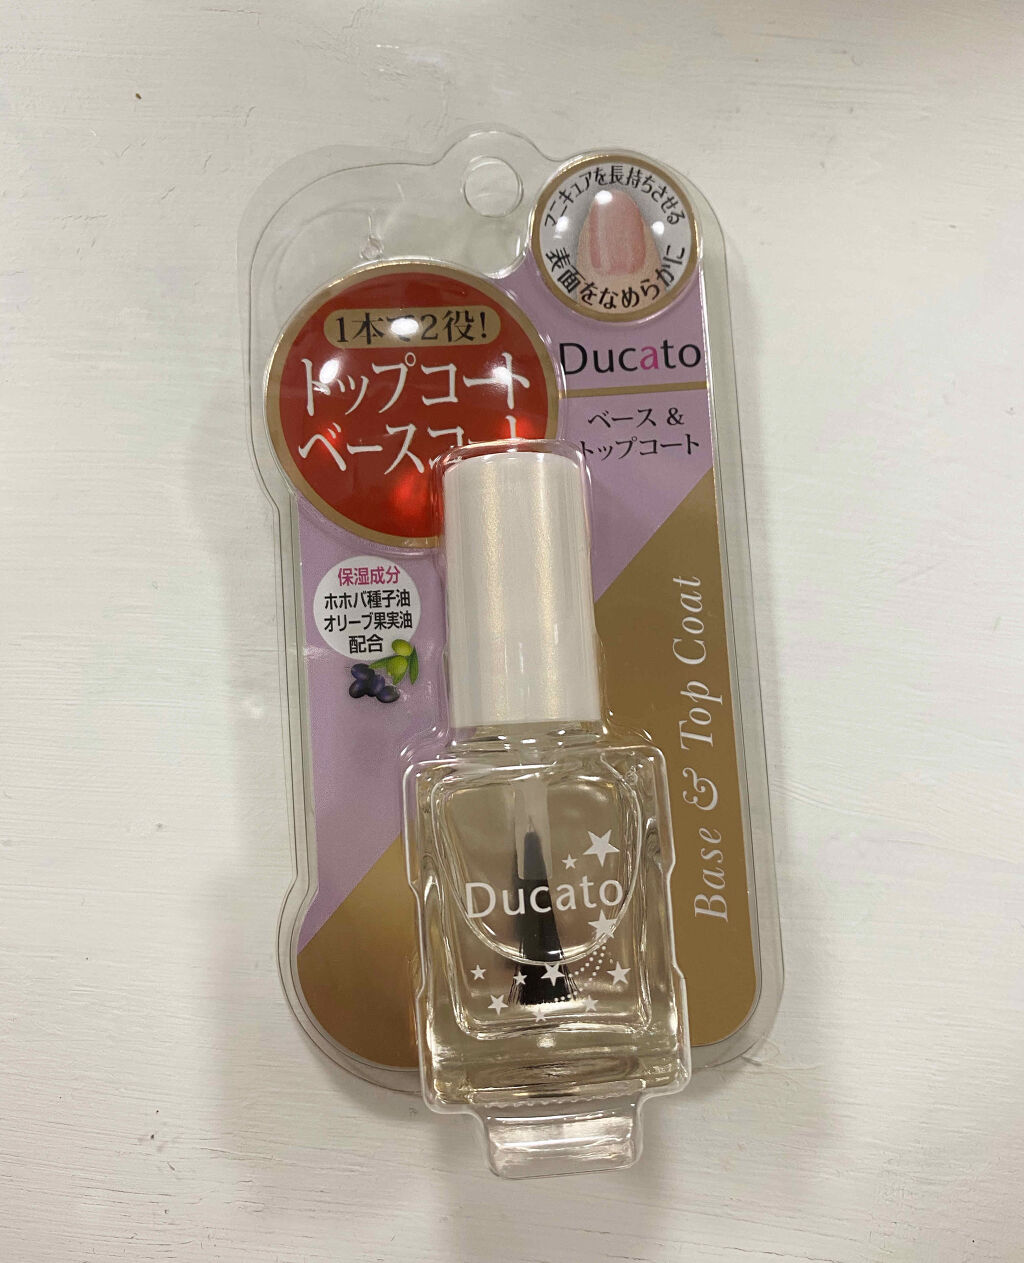 マニキュアを長持ちさせる
表面をなめらかに
1本で2役!
トップコート
ベースコート
Ducato
ベース &
トップコート
保湿成分
ホホバ種子油
オリーブ果実油
配合
Base & Top Coat
Ducato